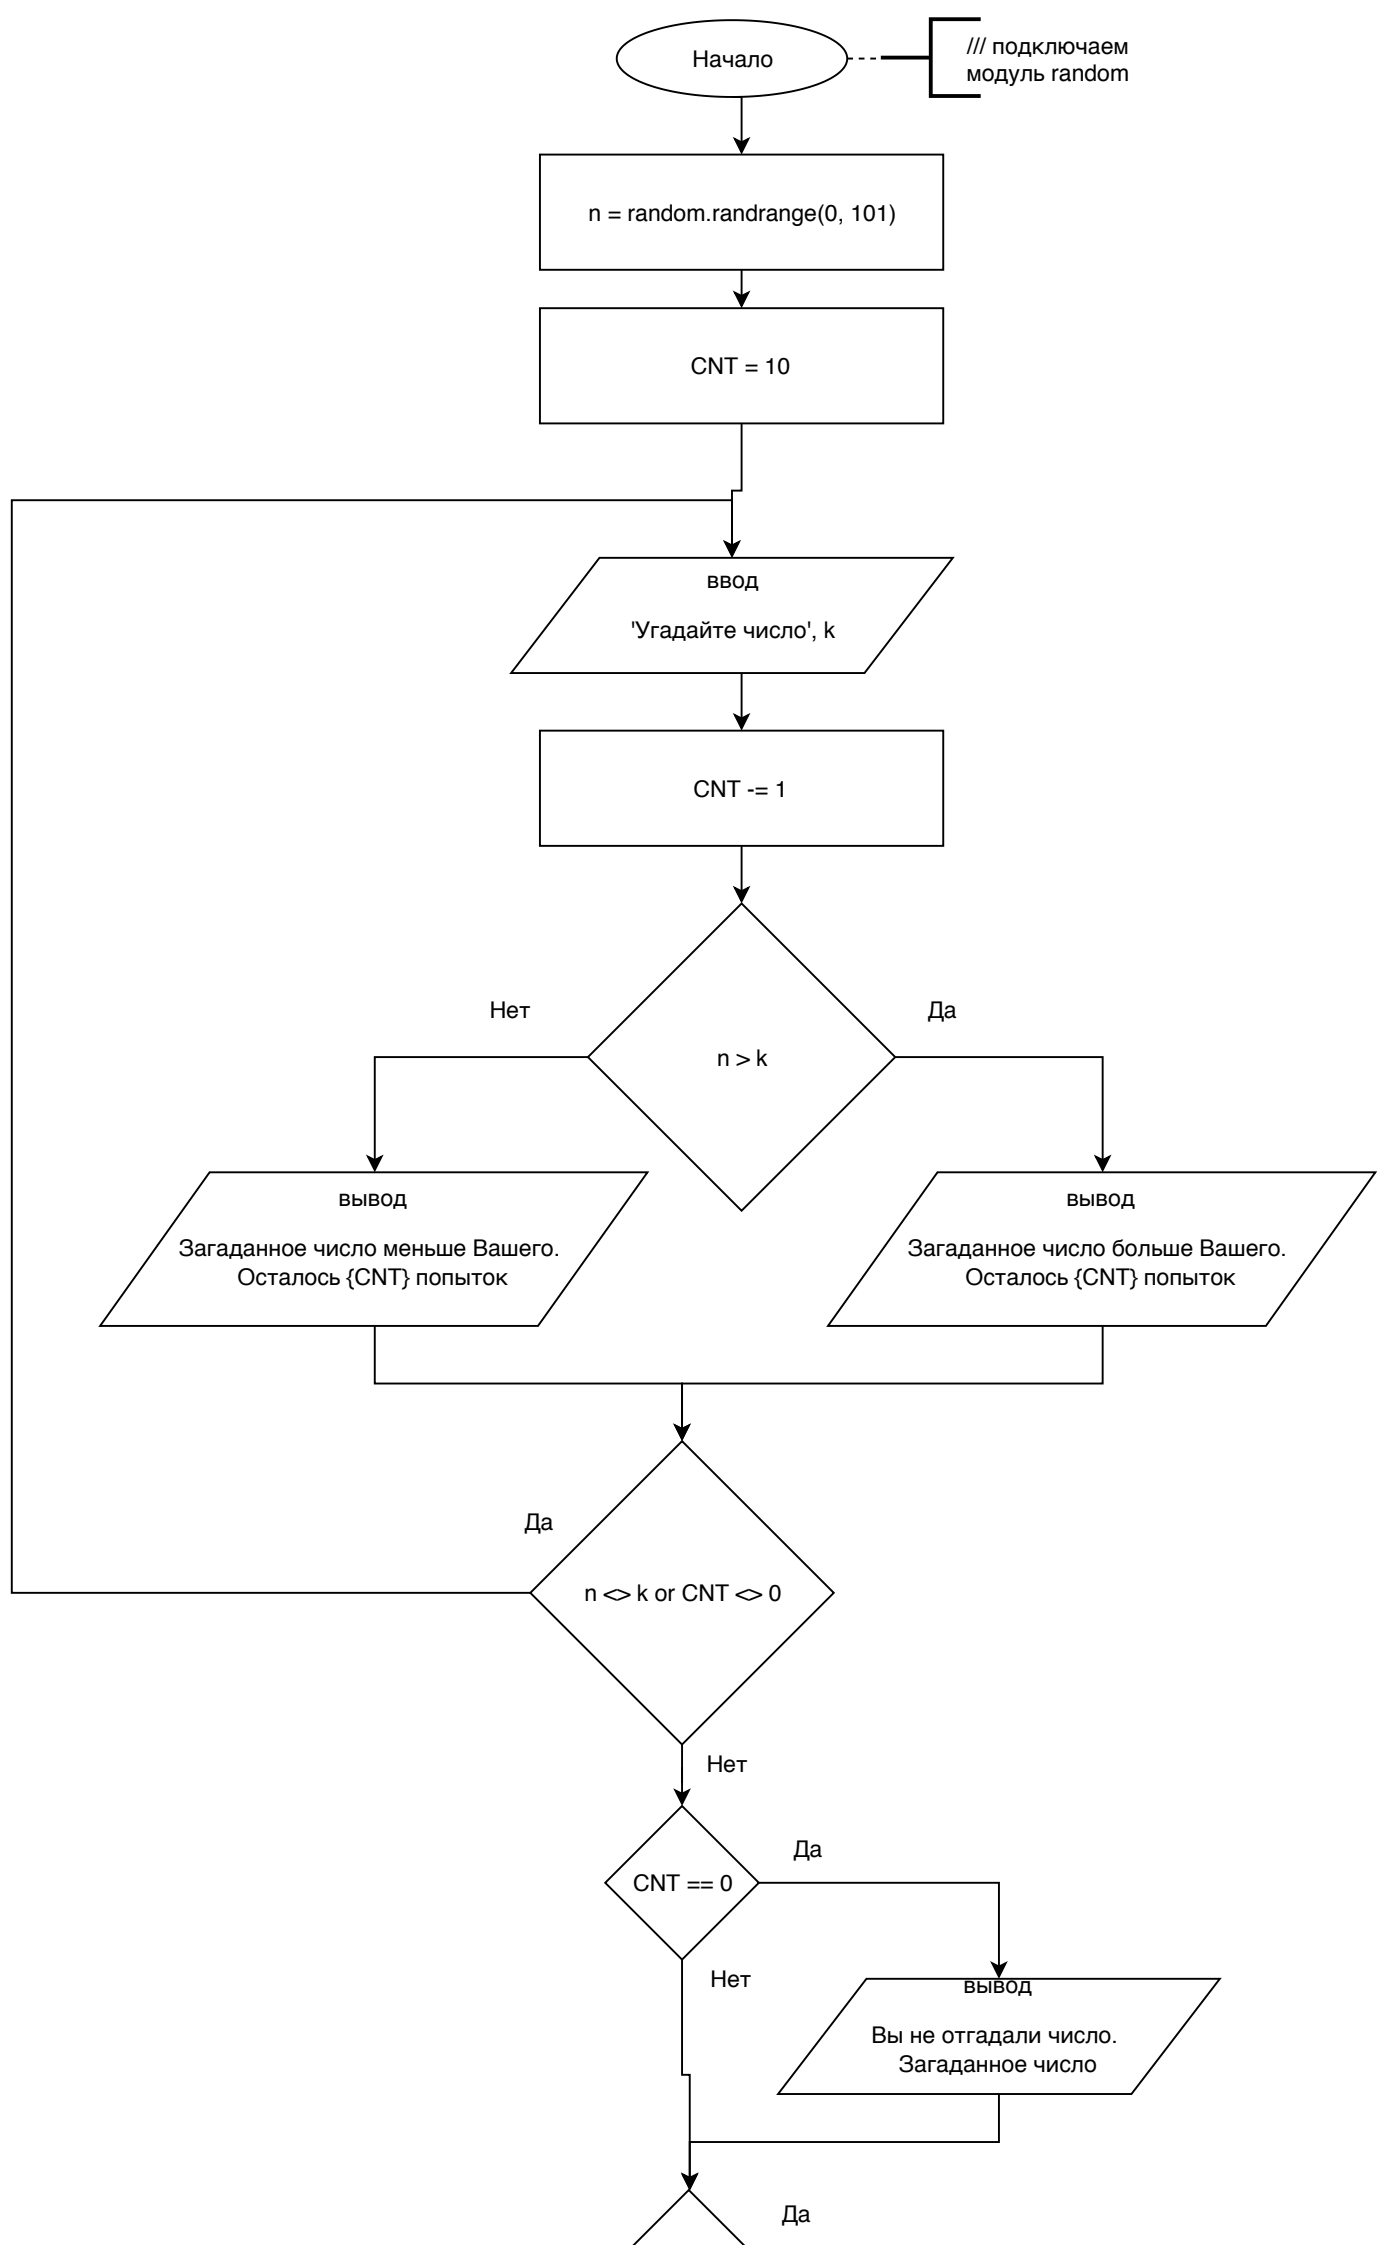 Начало
/// подключаем
модуль random
n = random.randrange(0, 101)
CNT = 10
ввод
'Угадайте число', k
CNT -= 1
Нет
Да
n > k
вывод
Загаданное число меньше Вашего.
Осталось {CNT} попыток
вывод
Загаданное число больше Вашего.
Осталось {CNT} попыток
Да
n <> k or CNT <> 0
Нет
Да
CNT == 0
Нет
вывод
Вы не отгадали число.
Загаданное число
Да